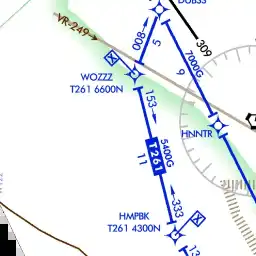 DUBSS
VR-249
008
5
309
7000G
9
WOZZZ
T261 6600N
153
HNNTR
5400G
T261
11
HMPBK
T261 4300N
333